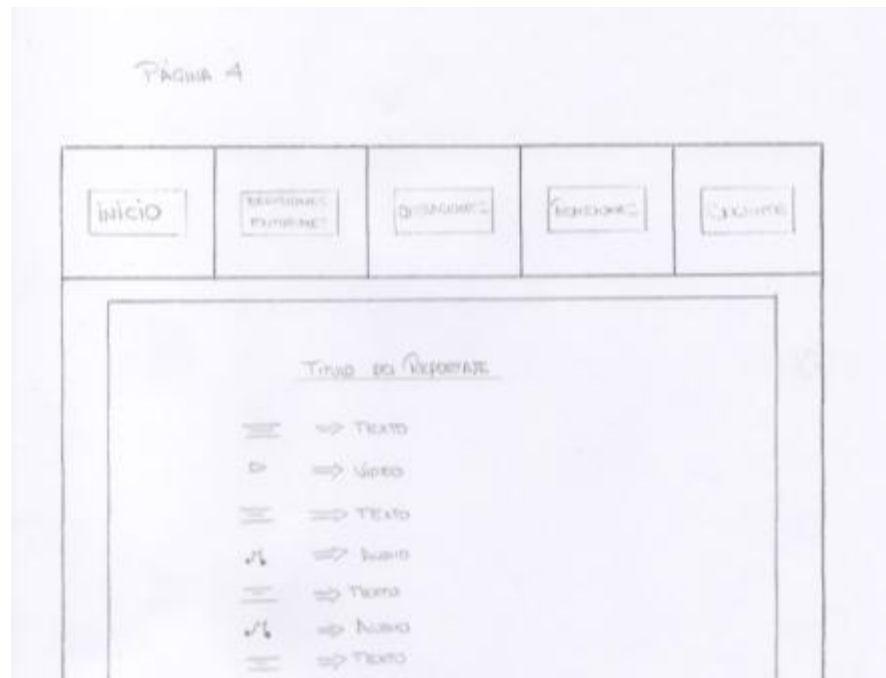 PÁGINA 4
INICIO
TITULO DEL REPORTAJE
⇒ TEXTO
▷ ⇒ VIDEO
⇒ TEXTO
⇒ AUDIO
⇒ TEXTO
⇒ AUDIO
⇒ TEXTO